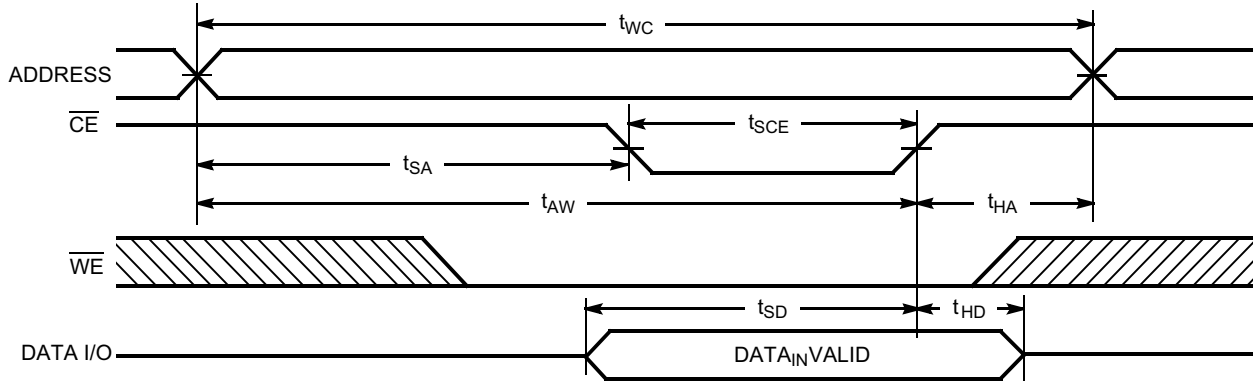 tWC
ADDRESS
CE
tSCE
tSA
tAW
tHA
WE
tSD
tHD
DATA I/O
DATAINVALID